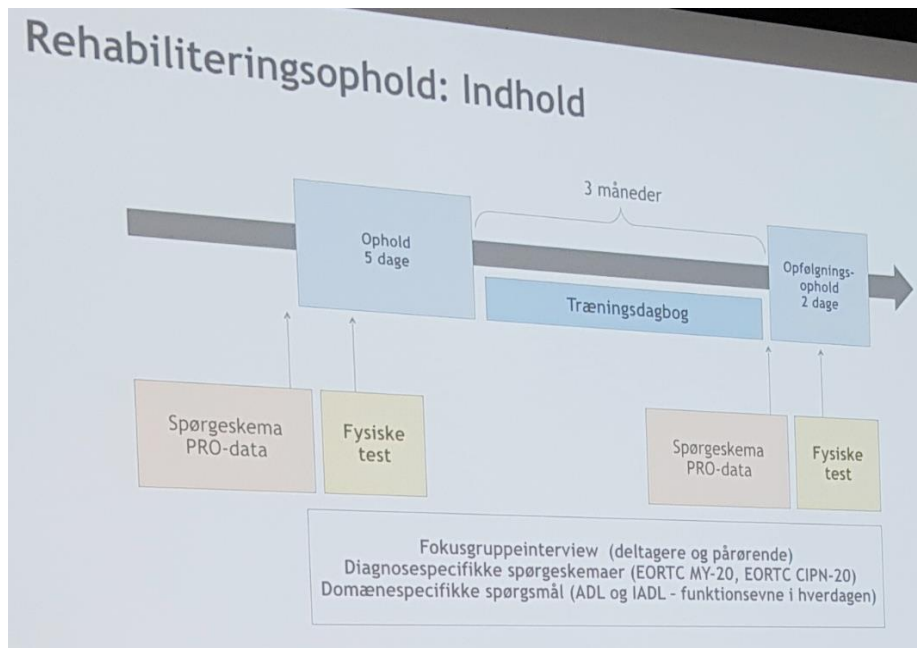 Rehabiliteringsophold: Indhold
3 måneder
Ophold
5 dage
Opfølgnings-
ophold
2 dage
Træningsdagbog
Spørgeskema
PRO-data
Fysiske
test
Spørgeskema
PRO-data
Fysiske
test
Fokusgruppeinterview (deltagere og pårørende)
Diagnosespecifikke spørgeskemaer (EORTC MY-20, EORTC CIPN-20)
Domænespecifikke spørgsmål (ADL og IADL - funktionsevne i hverdagen)